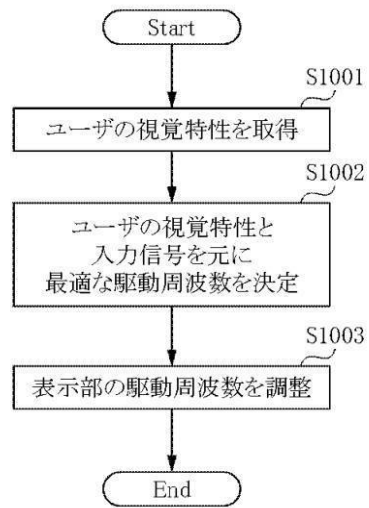 Start
S1001
ユーザの視覚特性を取得
S1002
ユーザの視覚特性と
入力信号を元に
最適な駆動周波数を決定
S1003
表示部の駆動周波数を調整
End